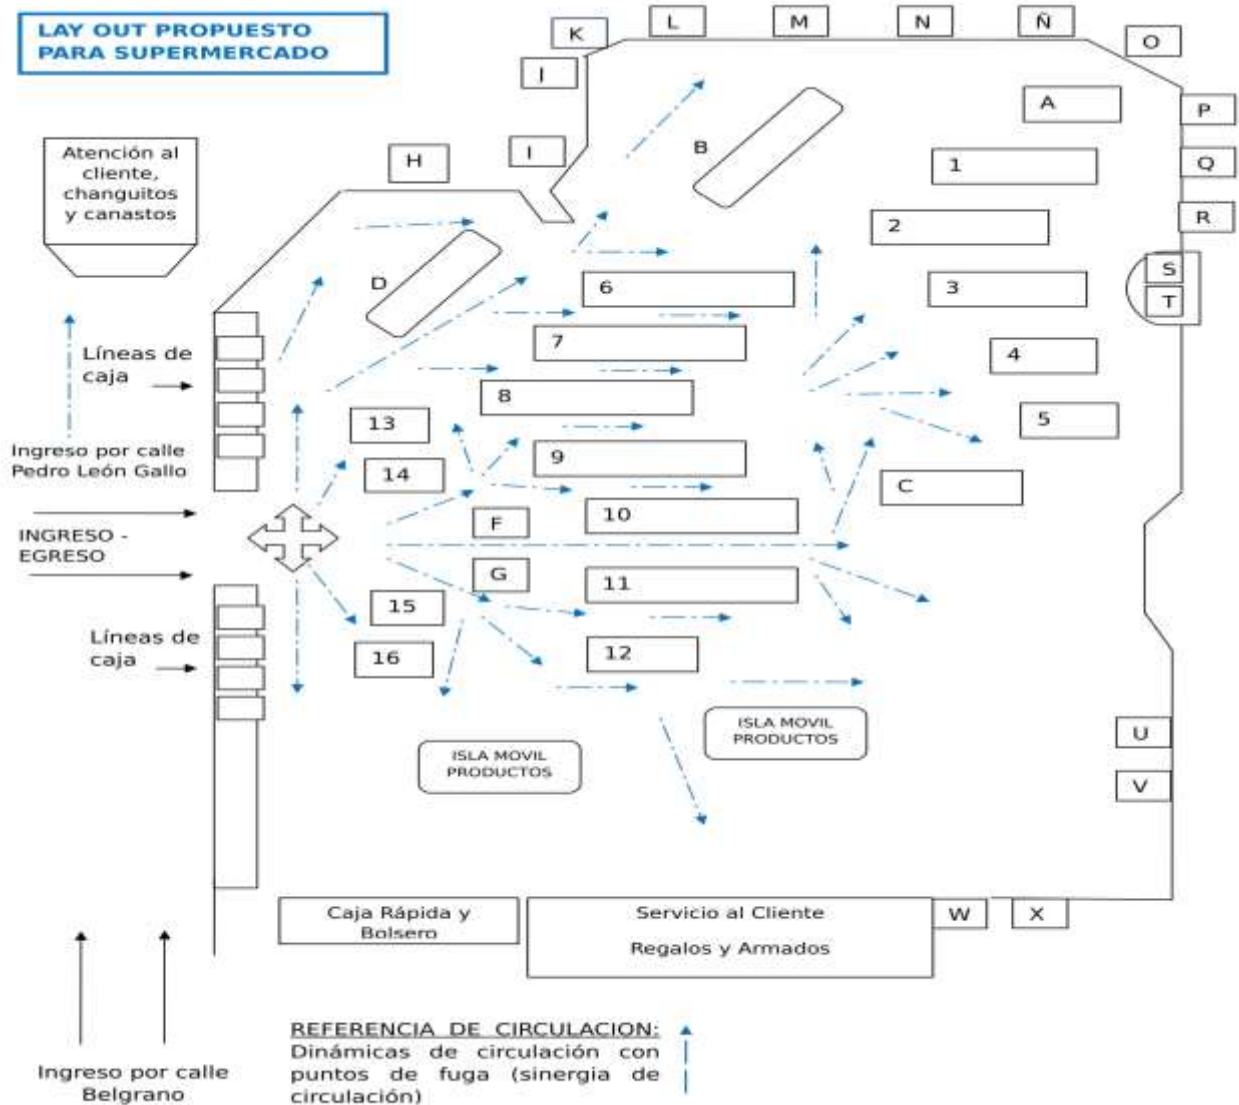 LAY OUT PROPUESTO
PARA SUPERMERCADO
K
L
M
N
Ñ
O
J
A
P
Atención al
cliente,
changuitos
y canastos
H
I
B
1
Q
2
R
D
6
3
S
T
7
4
Líneas de
caja
8
13
5
Ingreso por calle
Pedro León Gallo
14
9
C
F
10
INGRESO -
EGRESO
G
11
15
Líneas de
caja
16
12
ISLA MOVIL
PRODUCTOS
ISLA MOVIL
PRODUCTOS
U
V
Caja Rápida y
Bolsero
Servicio al Cliente
Regalos y Armados
W
X
Ingreso por calle
Belgrano
REFERENCIA DE CIRCULACION:
Dinámicas de circulación con
puntos de fuga (sinergia de
circulación)